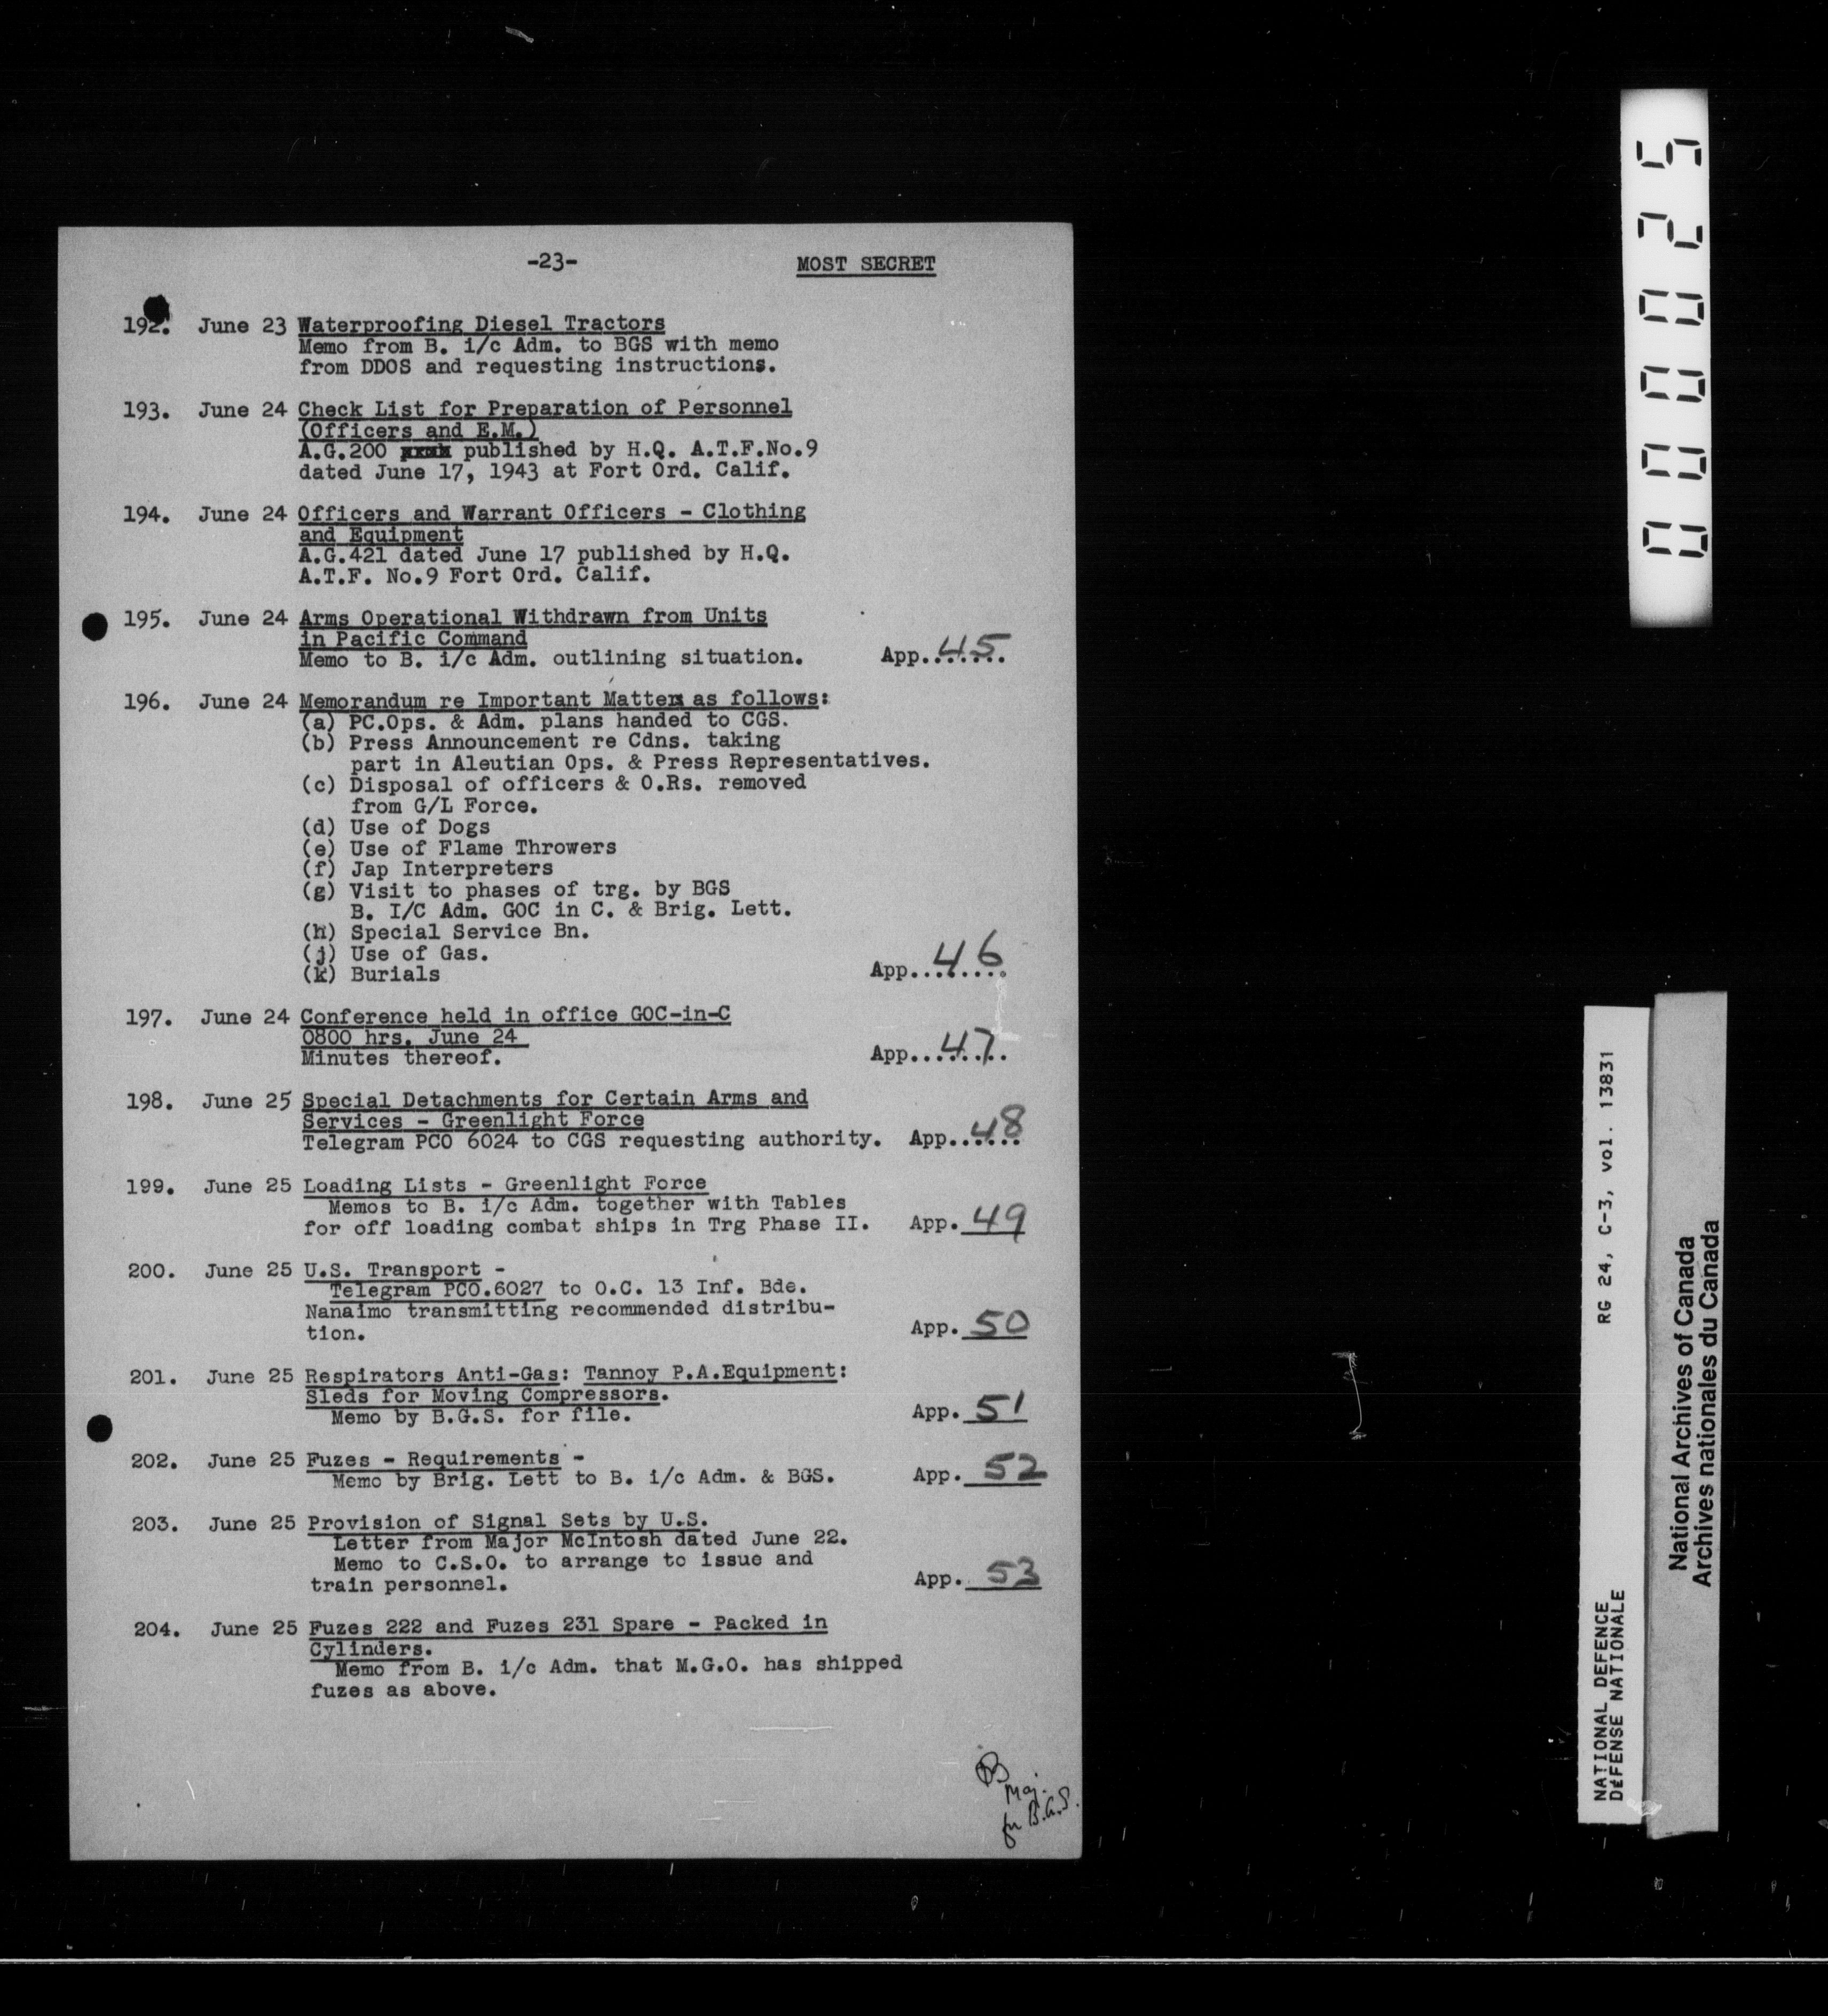 -23-
MOST SECRET
192. June 23 Waterproofing Diesel Tractors
Memo from B. i/c Adm. to BGS with memo
from DDOS and requesting instructions.
193. June 24 Check List for Preparation of Personnel
(Officers and E.M.)
A.G.200 published by H.Q. A.T.F.No.9
dated June 17, 1943 at Fort Ord. Calif.
194. June 24 Officers and Warrant Officers - Clothing
and Equipment
A.G.421 dated June 17 published by H.Q.
A.T.F. No.9 Fort Ord. Calif.
195. June 24 Arms Operational Withdrawn from Units
in Pacific Command
Memo to B. i/c Adm. outlining situation. App. 45
196. June 24 Memorandum re Important Matters as follows:
(a) PC.Ops. & Adm. plans handed to CGS.
(b) Press Announcement re Cdns. taking
part in Aleutian Ops. & Press Representatives.
(c) Disposal of officers & O.Rs. removed
from G/L Force.
(d) Use of Dogs
(e) Use of Flame Throwers
(f) Jap Interpreters
(g) Visit to phases of trg. by BGS
B. I/C Adm. GOC in C. & Brig. Lett.
(h) Special Service Bn.
(j) Use of Gas.
(k) Burials App. 46
197. June 24 Conference held in office GOC-in-C
0800 hrs. June 24
Minutes thereof. App. 47
198. June 25 Special Detachments for Certain Arms and
Services - Greenlight Force
Telegram PCO 6024 to CGS requesting authority. App. 48
199. June 25 Loading Lists - Greenlight Force
Memos to B. i/c Adm. together with Tables
for off loading combat ships in Trg Phase II. App. 49
200. June 25 U.S. Transport -
Telegram PCO.6027 to O.C. 13 Inf. Bde.
Nanaimo transmitting recommended distribu-
tion. App. 50
201. June 25 Respirators Anti-Gas: Tannoy P.A.Equipment:
Sleds for Moving Compressors.
Memo by B.G.S. for file. App. 51
202. June 25 Fuzes - Requirements -
Memo by Brig. Lett to B. i/c Adm. & BGS. App. 52
203. June 25 Provision of Signal Sets by U.S.
Letter from Major McIntosh dated June 22.
Memo to C.S.O. to arrange to issue and
train personnel. App. 53
204. June 25 Fuzes 222 and Fuzes 231 Spare - Packed in
Cylinders.
Memo from B. i/c Adm. that M.G.O. has shipped
fuzes as above.
Maj.
for B.G.S.
000025
NATIONAL DEFENCE RG 24, C-3, vol. 13831
DÉFENSE NATIONALE
National Archives of Canada
Archives nationales du Canada